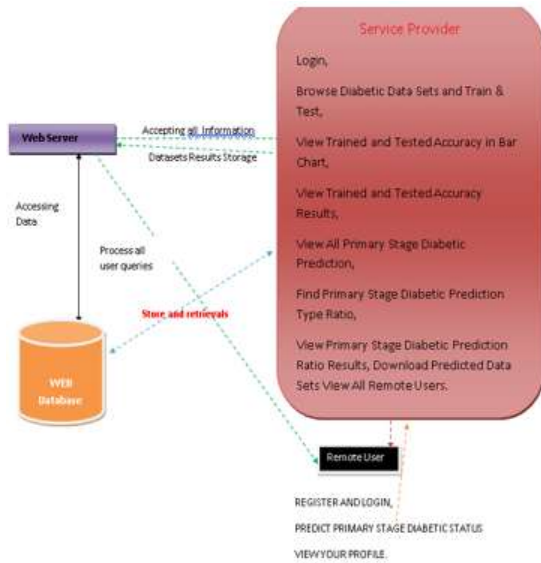 Service Provider
Login,
Browse Diabetic Data Sets and Train &
Test,
View Trained and Tested Accuracy in Bar
Chart,
View Trained and Tested Accuracy
Results,
View All Primary Stage Diabetic
Prediction,
Find Primary Stage Diabetic Prediction
Type Ratio,
View Primary Stage Diabetic Prediction
Ratio Results, Download Predicted Data
Sets View All Remote Users.
Accepting all Information
Web Server
Datasets Results Storage
Accessing
Data
Process all
user queries
Store and retrievals
WEB
Database
Remote User
REGISTER AND LOGIN,
PREDICT PRIMARY STAGE DIABETIC STATUS
VIEW YOUR PROFILE.